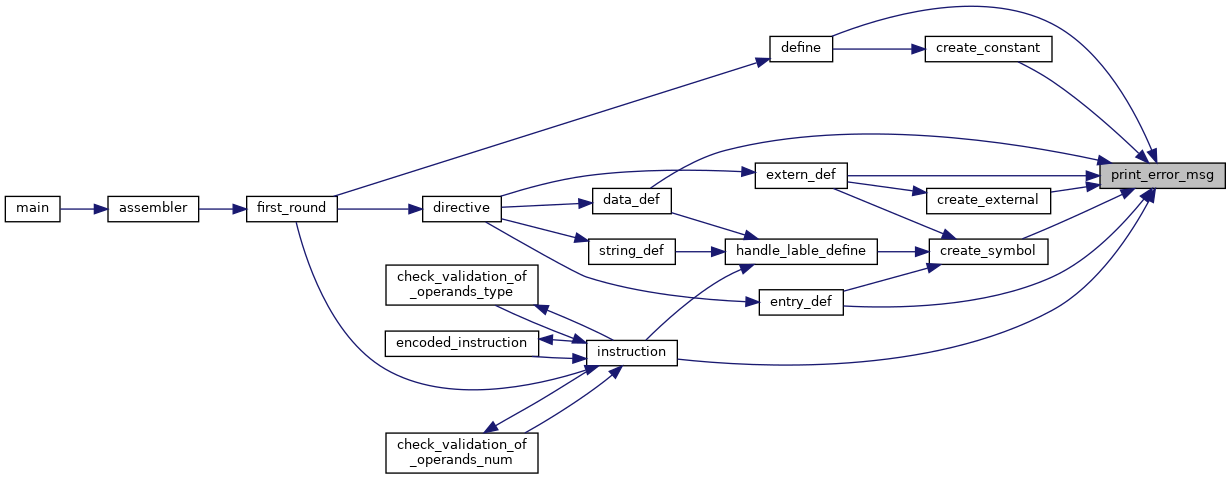 define
create_constant
print_error_msg
extern_def
create_external
data_def
main
assembler
first_round
directive
string_def
handle_lable_define
create_symbol
check_validation_of
_operands_type
entry_def
encoded_instruction
instruction
check_validation_of
_operands_num